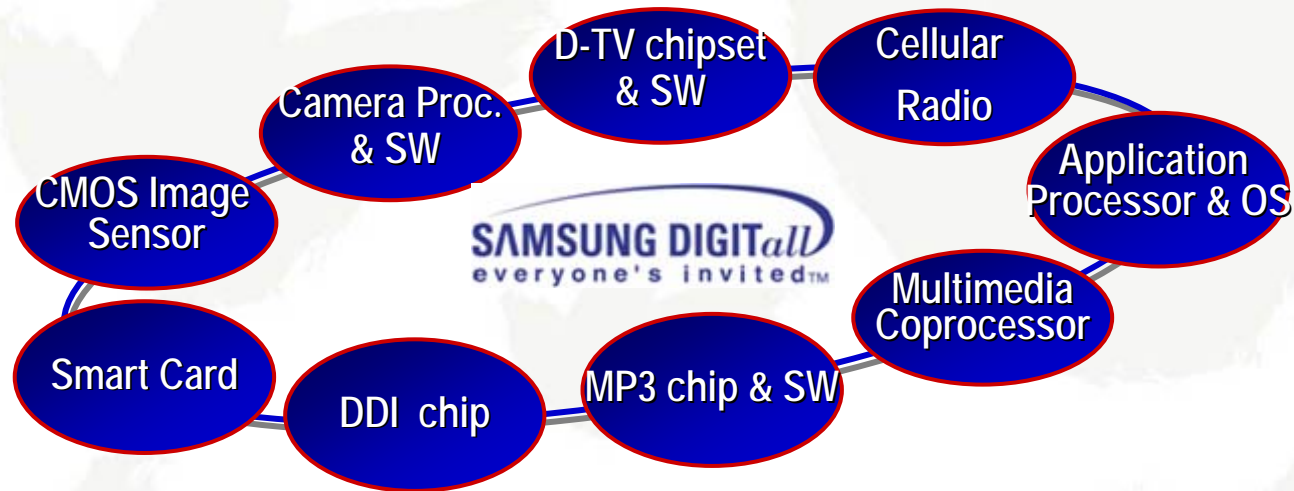 D-TV chipset
& SW
Cellular
Radio
Camera Proc.
& SW
Application
Processor & OS
CMOS Image
Sensor
SAMSUNG DIGITall
everyone's invited™
Multimedia
Coprocessor
Smart Card
DDI chip
MP3 chip & SW